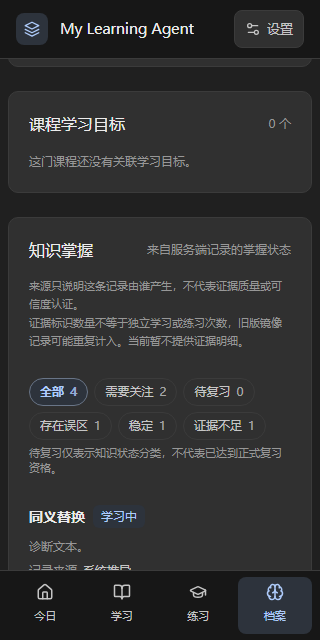 My Learning Agent
设置
课程学习目标
0 个
这门课程还没有关联学习目标。
知识掌握
来自服务端记录的掌握状态
来源只说明这条记录由谁产生，不代表证据质量或可
信度认证。
证据标识数量不等于独立学习或练习次数，旧版镜像
记录可能重复计入。当前暂不提供证据明细。
全部 4
需要关注 2
待复习 0
存在误区 1
稳定 1
证据不足 1
待复习仅表示知识状态分类，不代表已达到正式复习
资格。
同义替换
学习中
诊断文本。
记录来源 系统推导
今日
学习
练习
档案